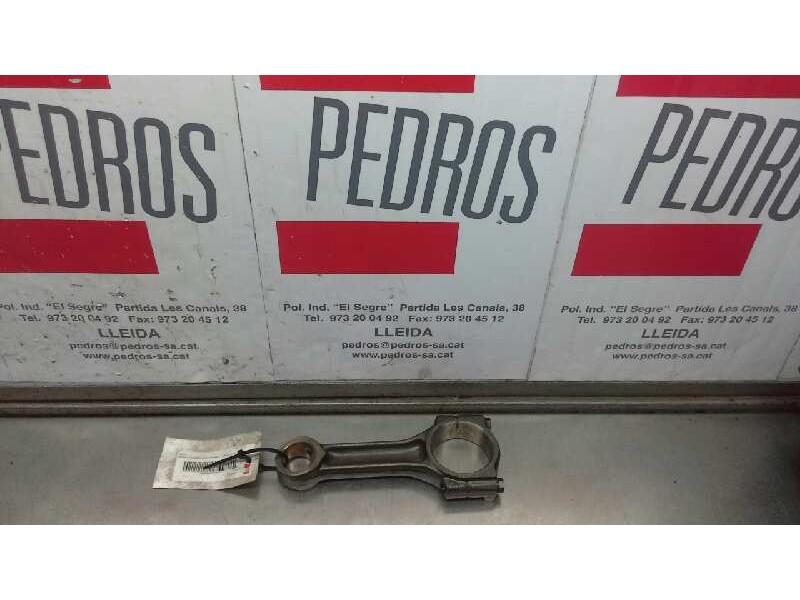 PEDROS
Pol. Ind. "El Segre" Partida Les Canals, 38
Tel. 973 20 04 92 Fax: 973 20 45 12
LLEIDA
pedros@pedros-sa.cat
www.pedros-sa.cat
PEDROS
Pol. Ind. "El Segre" Partida Les Canals, 38
Tel. 973 20 04 92 Fax: 973 20 45 12
LLEIDA
pedros@pedros-sa.cat
www.pedros-sa.cat
PEDROS
Pol. Ind. "El Segre" Partida Les Canals, 38
Tel. 973 20 04 92 Fax: 973 20 45 12
LLEIDA
pedros@pedros-sa.cat
www.pedros-sa.cat